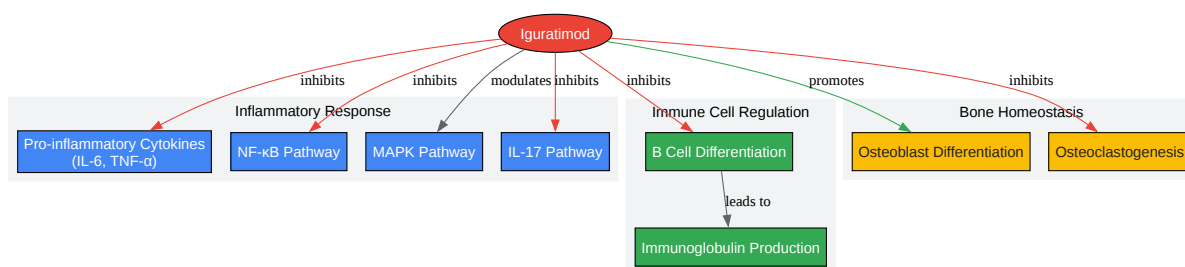 Iguratimod
inhibits
inhibits
modulates
inhibits
inhibits
promotes
inhibits
Inflammatory Response
Immune Cell Regulation
Bone Homeostasis
Pro-inflammatory Cytokines
(IL-6, TNF-α)
NF-κB Pathway
MAPK Pathway
IL-17 Pathway
B Cell Differentiation
Osteoblast Differentiation
Osteoclastogenesis
leads to
Immunoglobulin Production